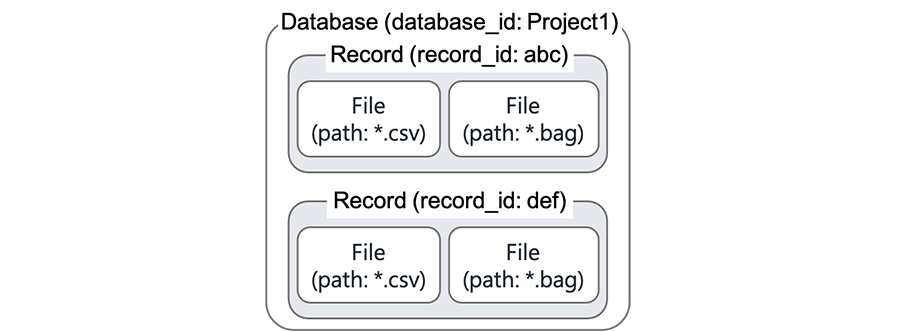 Database (database_id: Project1)
Record (record_id: abc)
File
(path: *.csv)
File
(path: *.bag)
Record (record_id: def)
File
(path: *.csv)
File
(path: *.bag)